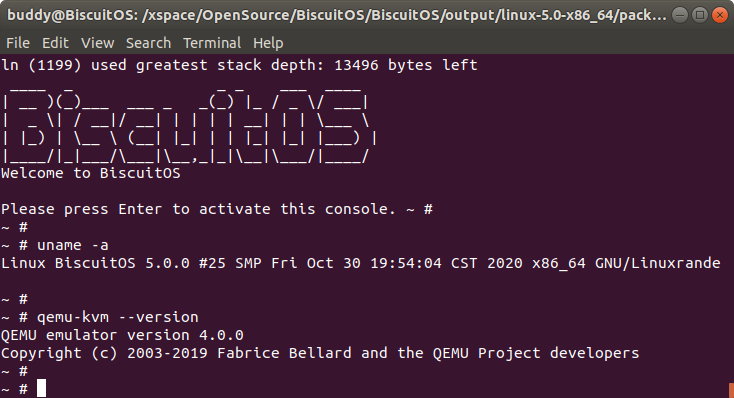 buddy@BiscuitOS: /xspace/OpenSource/BiscuitOS/BiscuitOS/output/linux-5.0-x86_64/pack...
File Edit View Search Terminal Help
ln (1199) used greatest stack depth: 13496 bytes left
BiscuitOS
Welcome to BiscuitOS
Please press Enter to activate this console. ~ #
~ #
~ # uname -a
Linux BiscuitOS 5.0.0 #25 SMP Fri Oct 30 19:54:04 CST 2020 x86_64 GNU/Linuxrande
~ #
~ # qemu-kvm --version
QEMU emulator version 4.0.0
Copyright (c) 2003-2019 Fabrice Bellard and the QEMU Project developers
~ #
~ #